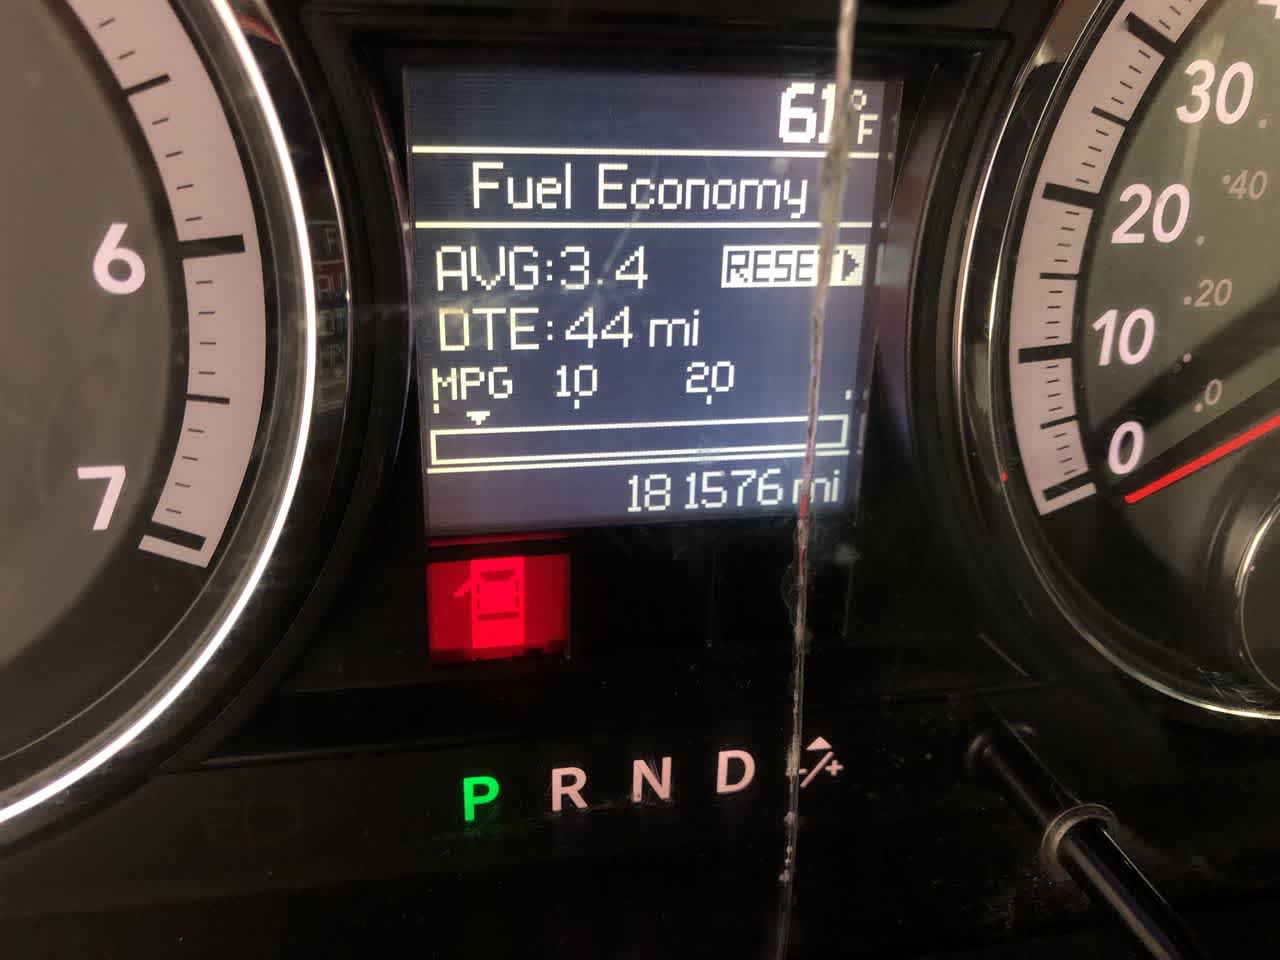 61°F
Fuel Economy
AVG:3.4 RESET
DTE:44 mi
MPG 10 20
181576 mi
P R N D -/+
6
7
30
20
10
0
40
20
0